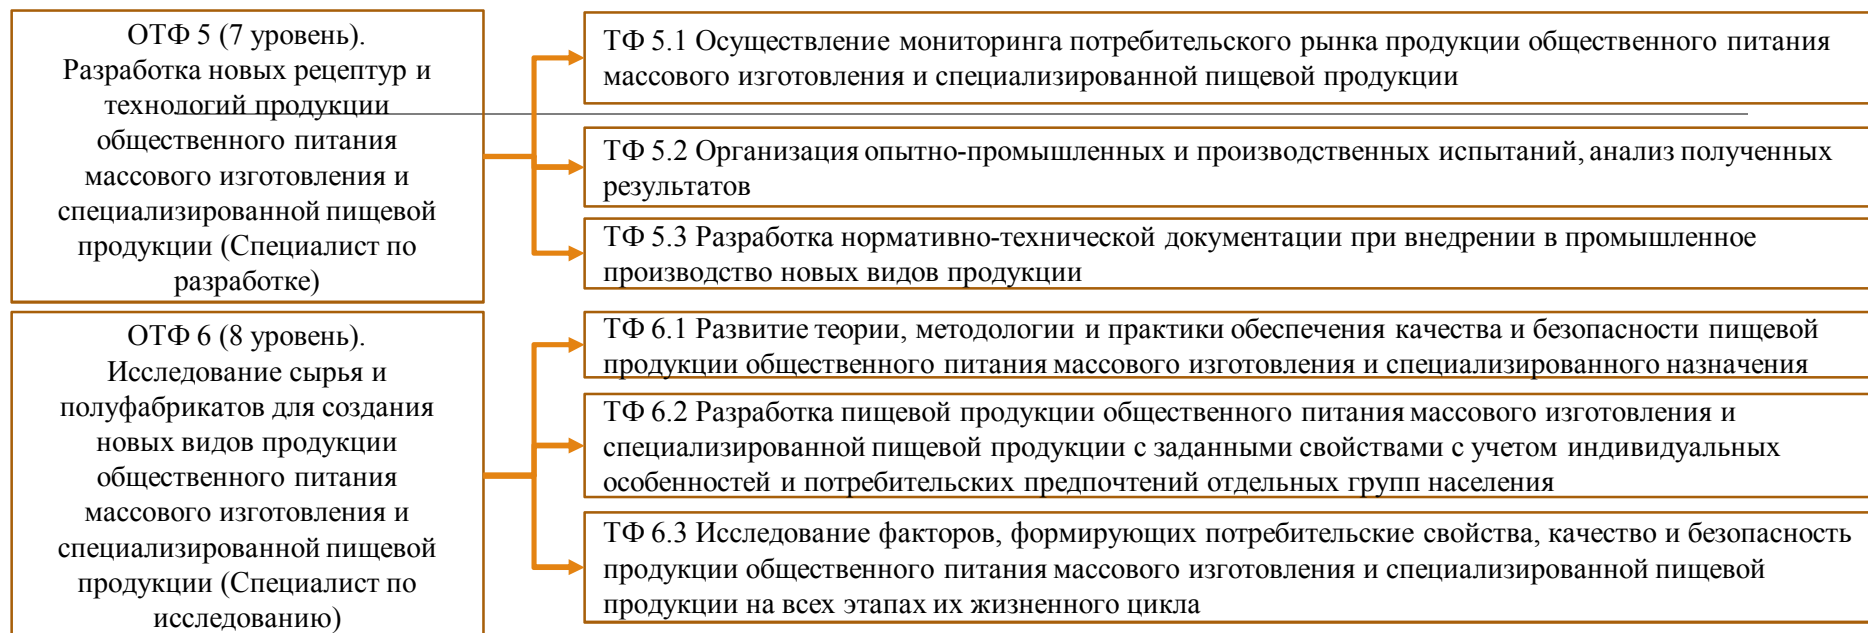 ОТФ 5 (7 уровень).
Разработка новых рецептур и
технологий продукции
общественного питания
массового изготовления и
специализированной пищевой
продукции (Специалист по
разработке)
ТФ 5.1 Осуществление мониторинга потребительского рынка продукции общественного питания
массового изготовления и специализированной пищевой продукции
ТФ 5.2 Организация опытно-промышленных и производственных испытаний, анализ полученных
результатов
ТФ 5.3 Разработка нормативно-технической документации при внедрении в промышленное
производство новых видов продукции
ОТФ 6 (8 уровень).
Исследование сырья и
полуфабрикатов для создания
новых видов продукции
общественного питания
массового изготовления и
специализированной пищевой
продукции (Специалист по
исследованию)
ТФ 6.1 Развитие теории, методологии и практики обеспечения качества и безопасности пищевой
продукции общественного питания массового изготовления и специализированного назначения
ТФ 6.2 Разработка пищевой продукции общественного питания массового изготовления и
специализированной пищевой продукции с заданными свойствами с учетом индивидуальных
особенностей и потребительских предпочтений отдельных групп населения
ТФ 6.3 Исследование факторов, формирующих потребительские свойства, качество и безопасность
продукции общественного питания массового изготовления и специализированной пищевой
продукции на всех этапах их жизненного цикла